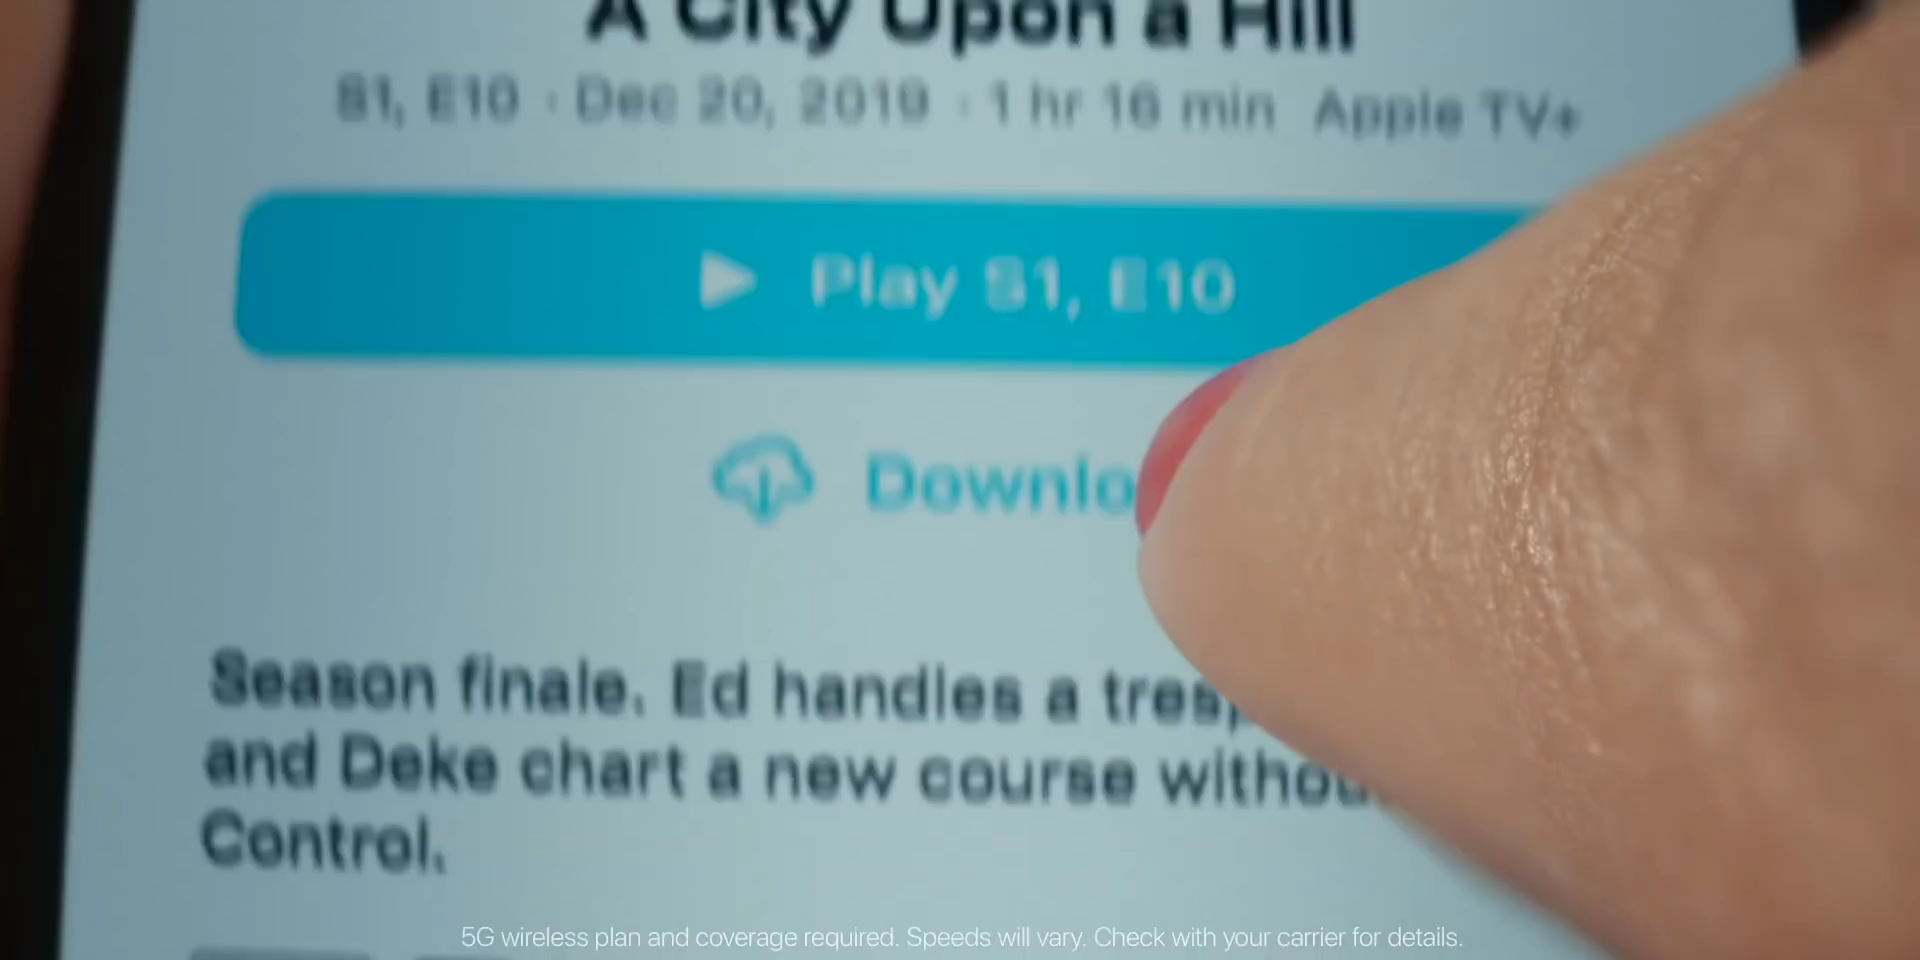 A City Upon a Hill
S1, E10 · Dec 20, 2019 · 1 hr 16 min Apple TV+
Play S1, E10
Downlo
Season finale. Ed handles a tresp
and Deke chart a new course withou
Control.
5G wireless plan and coverage required. Speeds will vary. Check with your carrier for details.